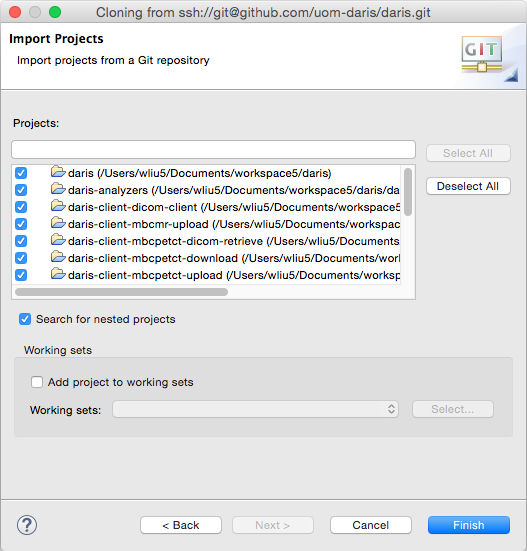 Cloning from ssh://git@github.com/uom-daris/daris.git
Import Projects
Import projects from a Git repository
GIT
Projects:
Select All
daris (/Users/wliu5/Documents/workspace5/daris)
daris-analyzers (/Users/wliu5/Documents/workspace5/daris/da
Deselect All
daris-client-dicom-client (/Users/wliu5/Documents/workspace5
daris-client-mbcmr-upload (/Users/wliu5/Documents/workspac
daris-client-mbcpetct-dicom-retrieve (/Users/wliu5/Documents
daris-client-mbcpetct-download (/Users/wliu5/Documents/worl
daris-client-mbcpetct-upload (/Users/wliu5/Documents/worksp
Search for nested projects
Working sets
Add project to working sets
Working sets:
Select...
?
< Back
Next >
Cancel
Finish